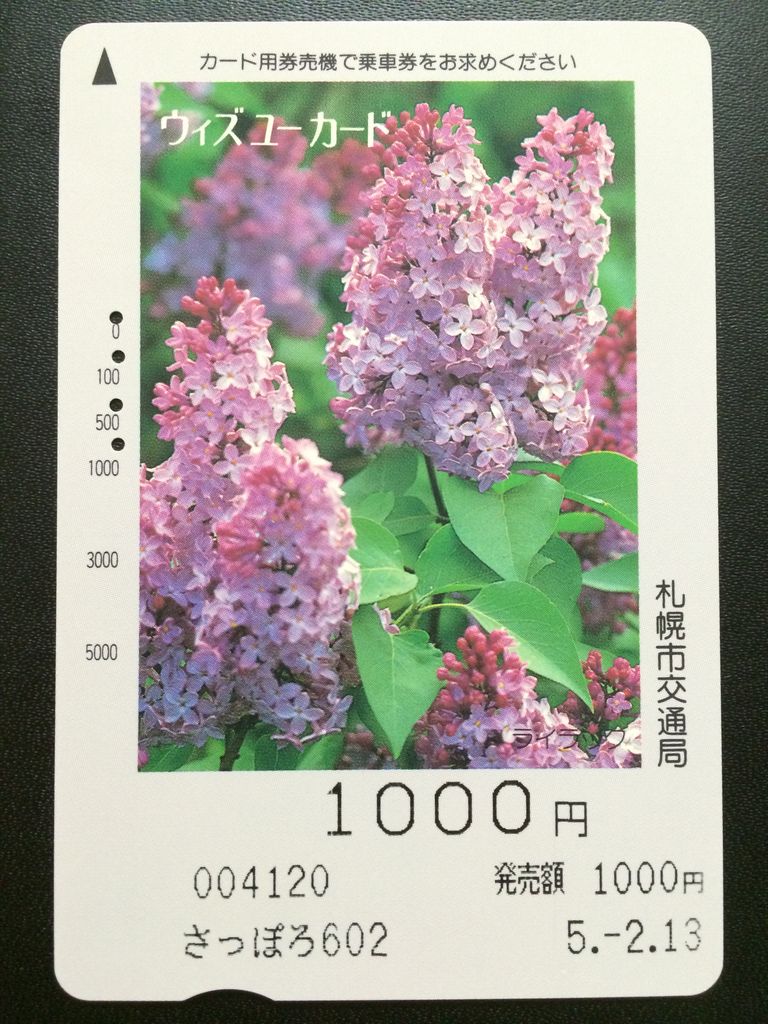 カード用券売機で乗車券をお求めください
ウィズユーカード
0
100
500
1000
3000
5000
札幌市交通局
ライラック
1000円
004120 発売額 1000円
さっぽろ602 5.-2.13